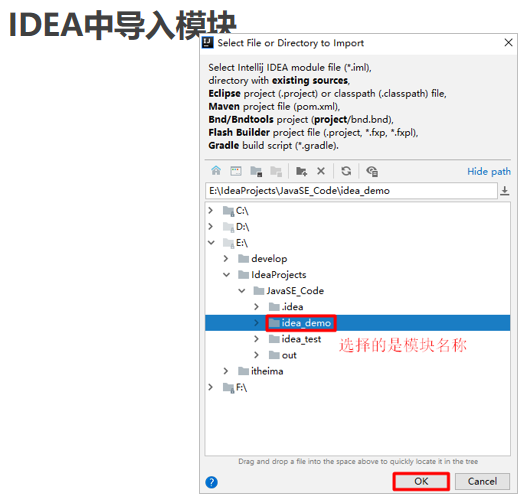 IDEA中导入模块
Select File or Directory to Import
Select Intellij IDEA module file (*.iml),
directory with existing sources,
Eclipse project (.project) or classpath (.classpath) file,
Maven project file (pom.xml),
Bnd/Bndtools project (project/bnd.bnd),
Flash Builder project file (.project, *.fxp, *.fxpl),
Gradle build script (*.gradle).
Hide path
E:\IdeaProjects\JavaSE_Code\idea_demo
C:\
D:\
E:\
develop
IdeaProjects
JavaSE_Code
.idea
idea_demo
idea_test
选择的是模块名称
out
itheima
F:\
Drag and drop a file into the space above to quickly locate it in the tree
? OK Cancel